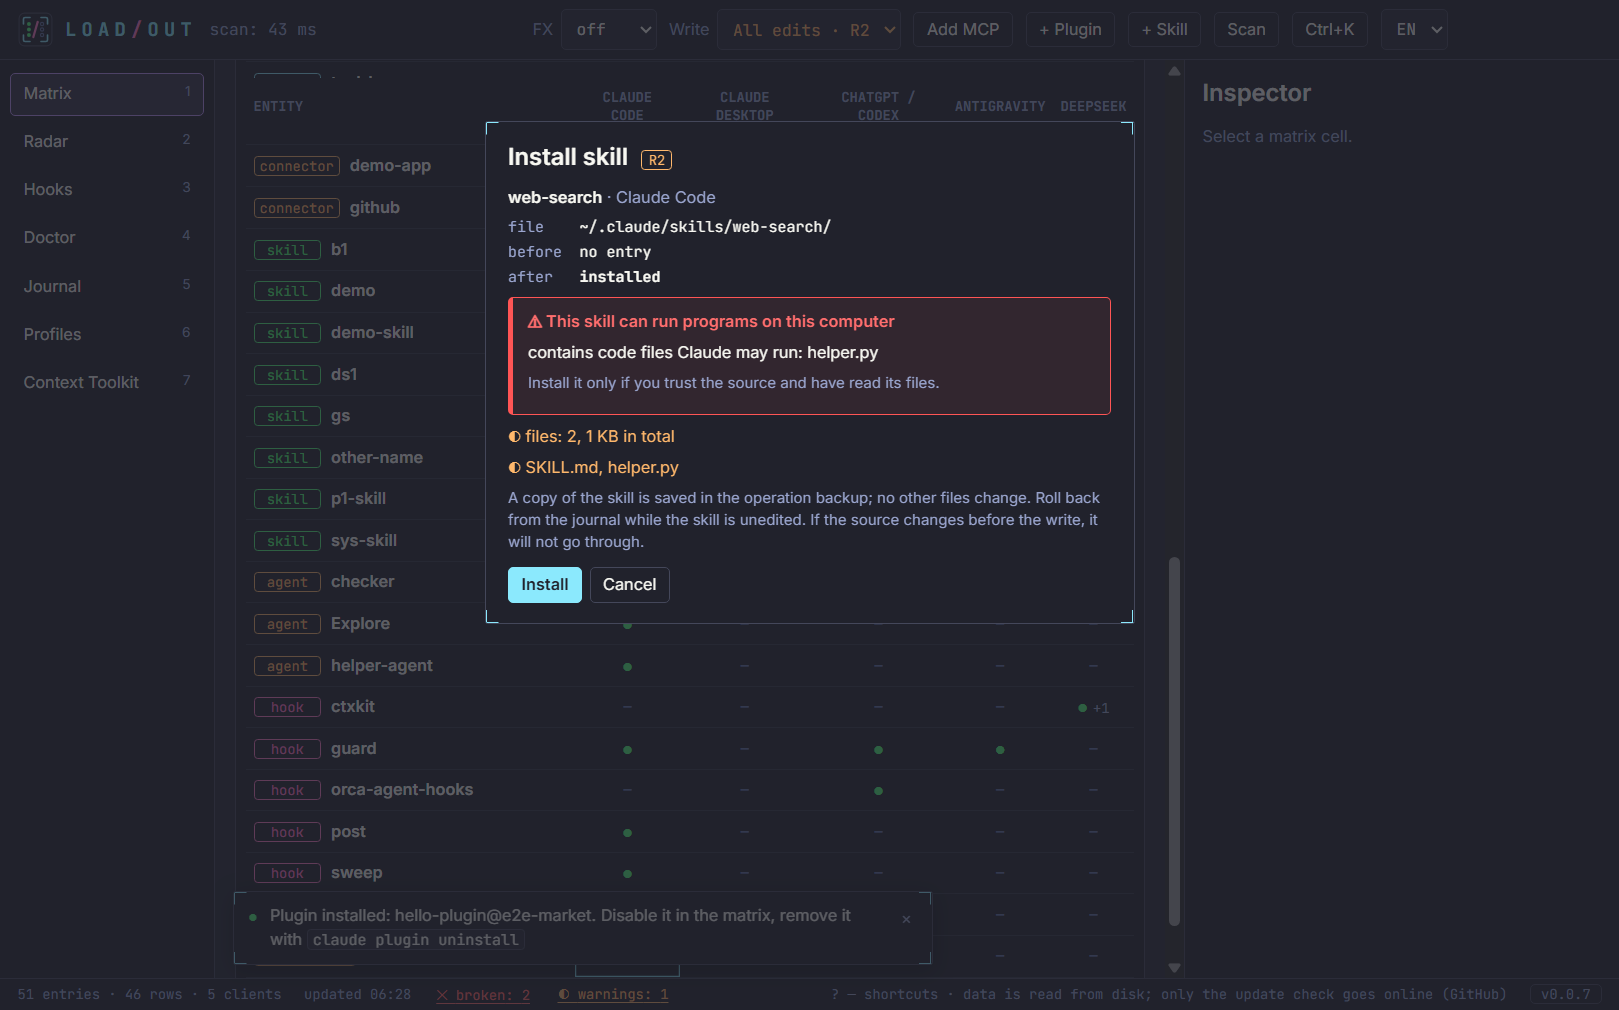 LOAD/OUT scan: 43 ms FX off Write All edits · R2 Add MCP + Plugin + Skill Scan Ctrl+K EN
Matrix 1
Radar 2
Hooks 3
Doctor 4
Journal 5
Profiles 6
Context Toolkit 7
ENTITY CLAUDE CODE CLAUDE DESKTOP CHATGPT / CODEX ANTIGRAVITY DEEPSEEK
connector demo-app
connector github
skill b1
skill demo
skill demo-skill
skill ds1
skill gs
skill other-name
skill p1-skill
skill sys-skill
agent checker
agent Explore
agent helper-agent
hook ctxkit +1
hook guard
hook orca-agent-hooks
hook post
hook sweep
Install skill R2
web-search · Claude Code
file ~/.claude/skills/web-search/
before no entry
after installed
⚠ This skill can run programs on this computer
contains code files Claude may run: helper.py
Install it only if you trust the source and have read its files.
◐ files: 2, 1 KB in total
◐ SKILL.md, helper.py
A copy of the skill is saved in the operation backup; no other files change. Roll back
from the journal while the skill is unedited. If the source changes before the write, it
will not go through.
Install Cancel
Inspector
Select a matrix cell.
Plugin installed: hello-plugin@e2e-market. Disable it in the matrix, remove it
with claude plugin uninstall ×
51 entries · 46 rows · 5 clients updated 06:28 ✕ broken: 2 ◐ warnings: 1 ? — shortcuts · data is read from disk; only the update check goes online (GitHub) v0.0.7